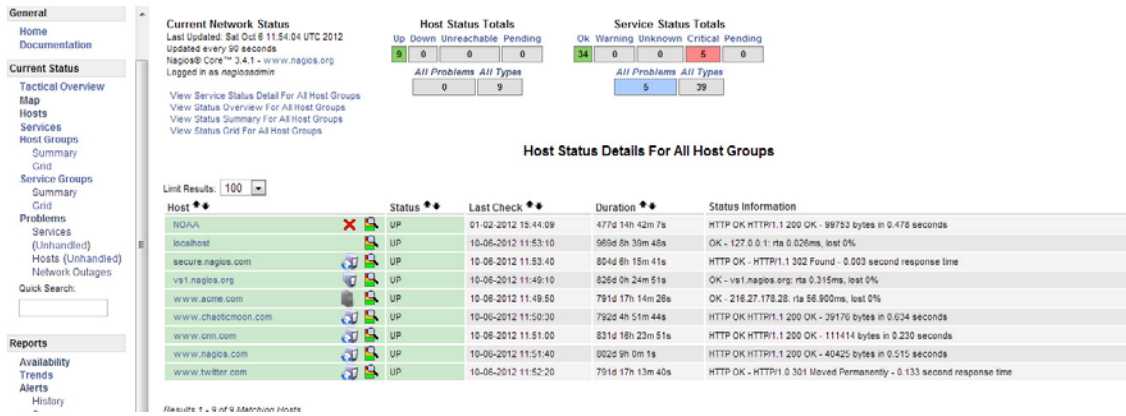 General
Home
Documentation
Current Status
Tactical Overview
Map
Hosts
Services
Host Groups
Summary
Grid
Service Groups
Summary
Grid
Problems
Services
(Unhandled)
Hosts (Unhandled)
Network Outages
Quick Search:
Reports
Availability
Trends
Alerts
History
Current Network Status
Last Updated: Sat Oct 6 11:54:04 UTC 2012
Updated every 90 seconds
Nagios® Core™ 3.4.1 - www.nagios.org
Logged in as nagiosadmin
View Service Status Detail For All Host Groups
View Status Overview For All Host Groups
View Status Summary For All Host Groups
View Status Grid For All Host Groups
Host Status Totals
Up Down Unreachable Pending
9 0 0 0
All Problems All Types
0 9
Service Status Totals
Ok Warning Unknown Critical Pending
34 0 0 5 0
All Problems All Types
5 39
Host Status Details For All Host Groups
Limit Results: 100
Host Status Last Check Duration Status Information
NOAA UP 01-02-2012 15:44:09 477d 14h 42m 7s HTTP OK HTTP/1.1 200 OK - 99753 bytes in 0.478 seconds
localhost UP 10-06-2012 11:53:10 969d 8h 39m 48s OK - 127.0.0.1: rta 0.026ms, lost 0%
secure.nagios.com UP 10-06-2012 11:53:40 804d 6h 15m 41s HTTP OK - HTTP/1.1 302 Found - 0.003 second response time
vs1.nagios.org UP 10-06-2012 11:49:10 826d 0h 24m 51s OK - vs1.nagios.org: rta 0.315ms, lost 0%
www.acme.com UP 10-06-2012 11:49:50 791d 17h 14m 26s OK - 216.27.178.28: rta 56.900ms, lost 0%
www.chaoticmoon.com UP 10-06-2012 11:50:30 792d 4h 51m 44s HTTP OK HTTP/1.1 200 OK - 39176 bytes in 0.634 seconds
www.cnn.com UP 10-06-2012 11:51:00 831d 16h 23m 51s HTTP OK HTTP/1.1 200 OK - 111414 bytes in 0.230 seconds
www.nagios.com UP 10-06-2012 11:51:40 802d 9h 0m 1s HTTP OK HTTP/1.1 200 OK - 40425 bytes in 0.515 seconds
www.twitter.com UP 10-06-2012 11:52:20 791d 17h 13m 40s HTTP OK - HTTP/1.0 301 Moved Permanently - 0.133 second response time
Results 1 - 9 of 9 Matching Hosts